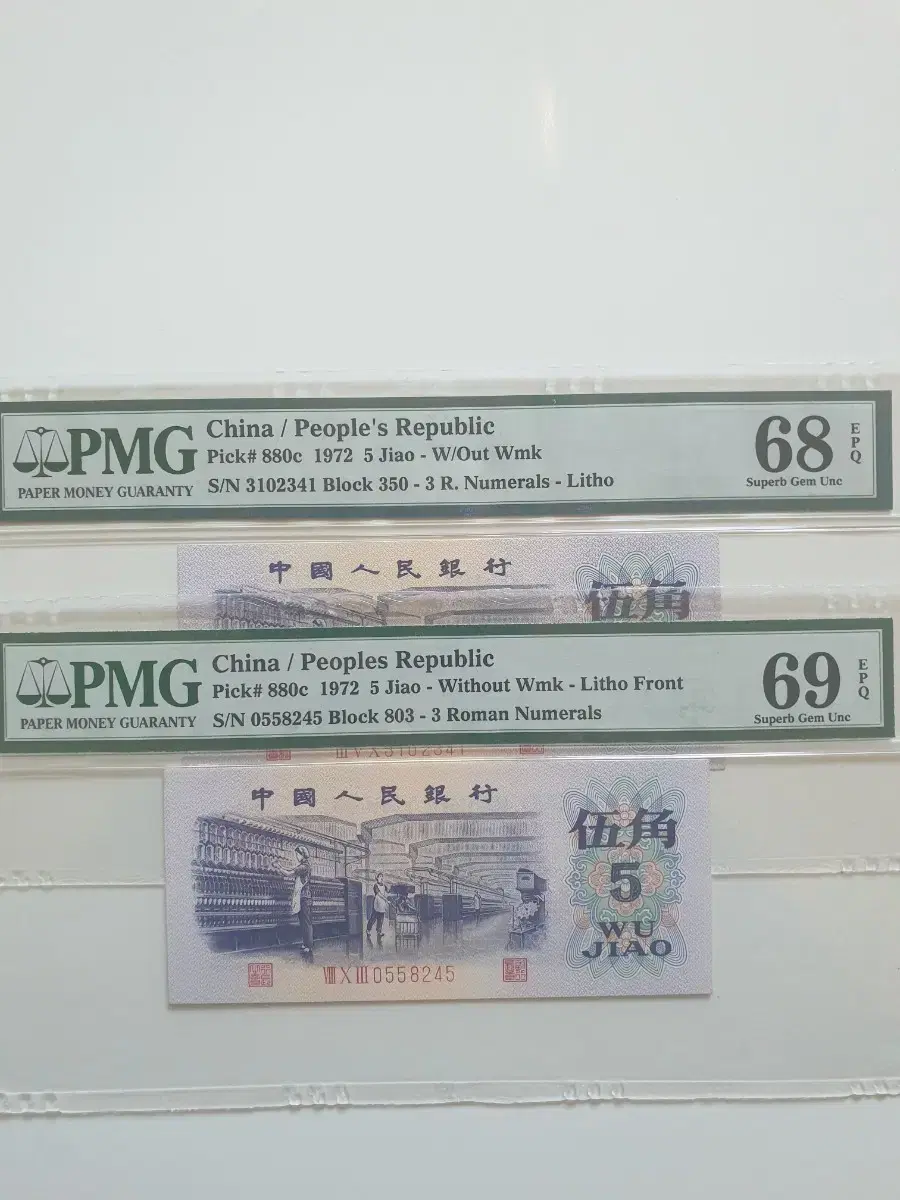 PMG
PAPER MONEY GUARANTY
China / People's Republic
Pick# 880c 1972 5 Jiao - W/Out Wmk
S/N 3102341 Block 350 - 3 R. Numerals - Litho
68
EPQ
Superb Gem Unc
中國人民銀行
伍角
PMG
PAPER MONEY GUARANTY
China / Peoples Republic
Pick# 880c 1972 5 Jiao - Without Wmk - Litho Front
S/N 0558245 Block 803 - 3 Roman Numerals
69
EPQ
Superb Gem Unc
ⅢⅤⅩ3102341
中國人民銀行
伍角
5
WU
JIAO
ⅧⅩⅢ0558245